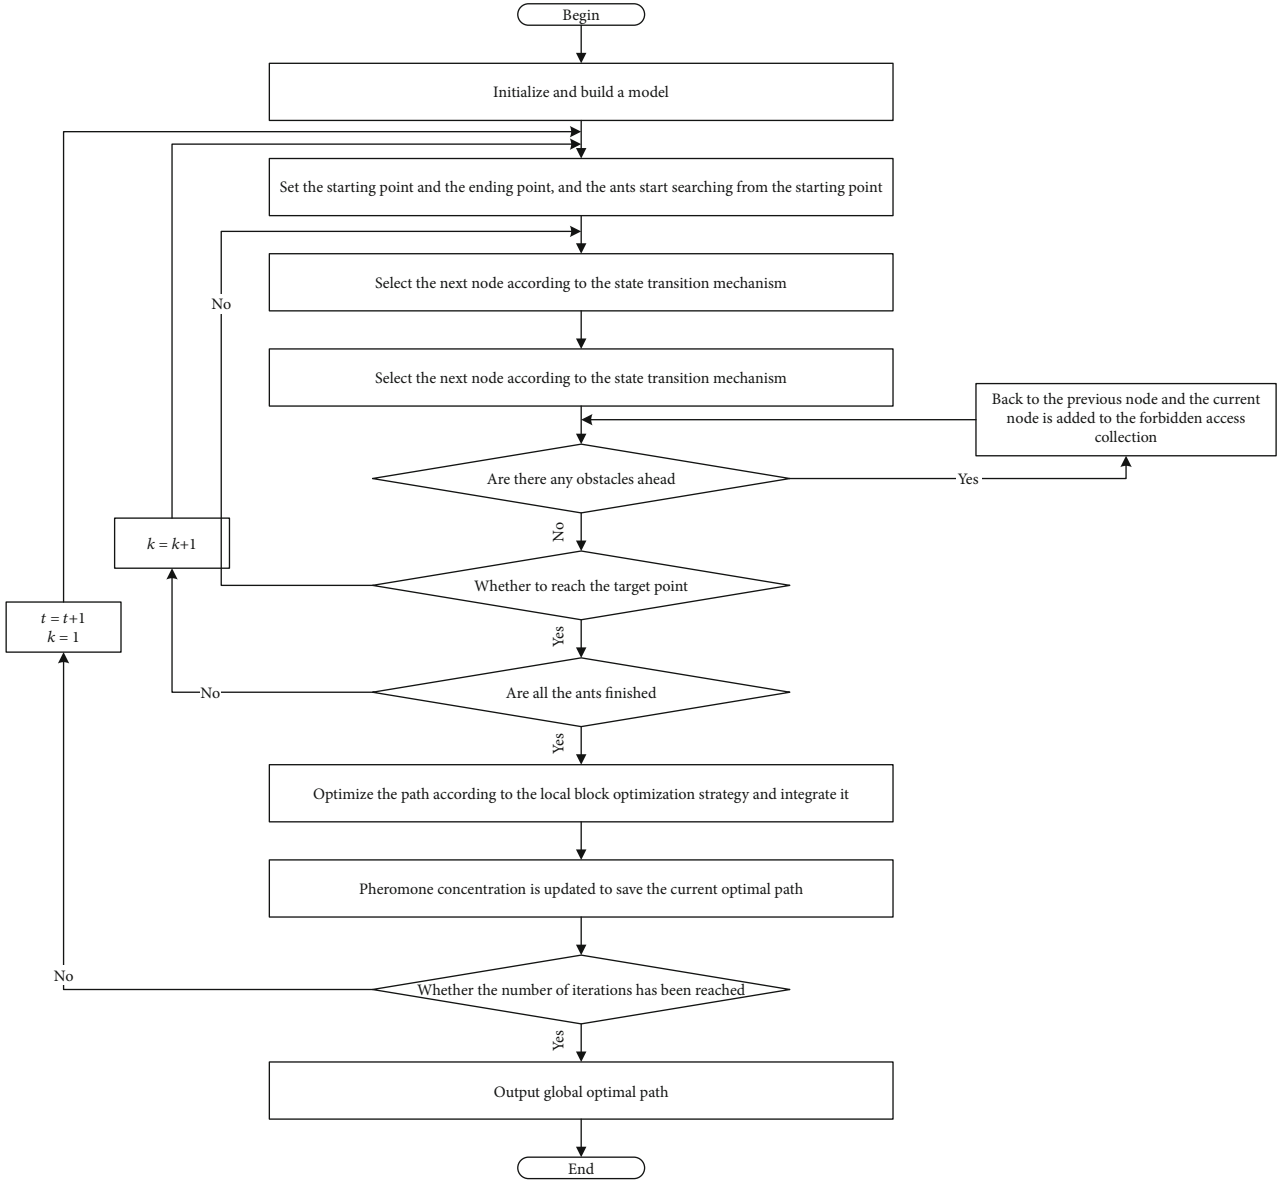 Begin
Initialize and build a model
Set the starting point and the ending point, and the ants start searching from the starting point
Select the next node according to the state transition mechanism
No
Select the next node according to the state transition mechanism
Back to the previous node and the current
node is added to the forbidden access
collection
Are there any obstacles ahead
Yes
No
k = k+1
Whether to reach the target point
t = t+1
k = 1
Yes
Are all the ants finished
No
Yes
Optimize the path according to the local block optimization strategy and integrate it
Pheromone concentration is updated to save the current optimal path
No
Whether the number of iterations has been reached
Yes
Output global optimal path
End